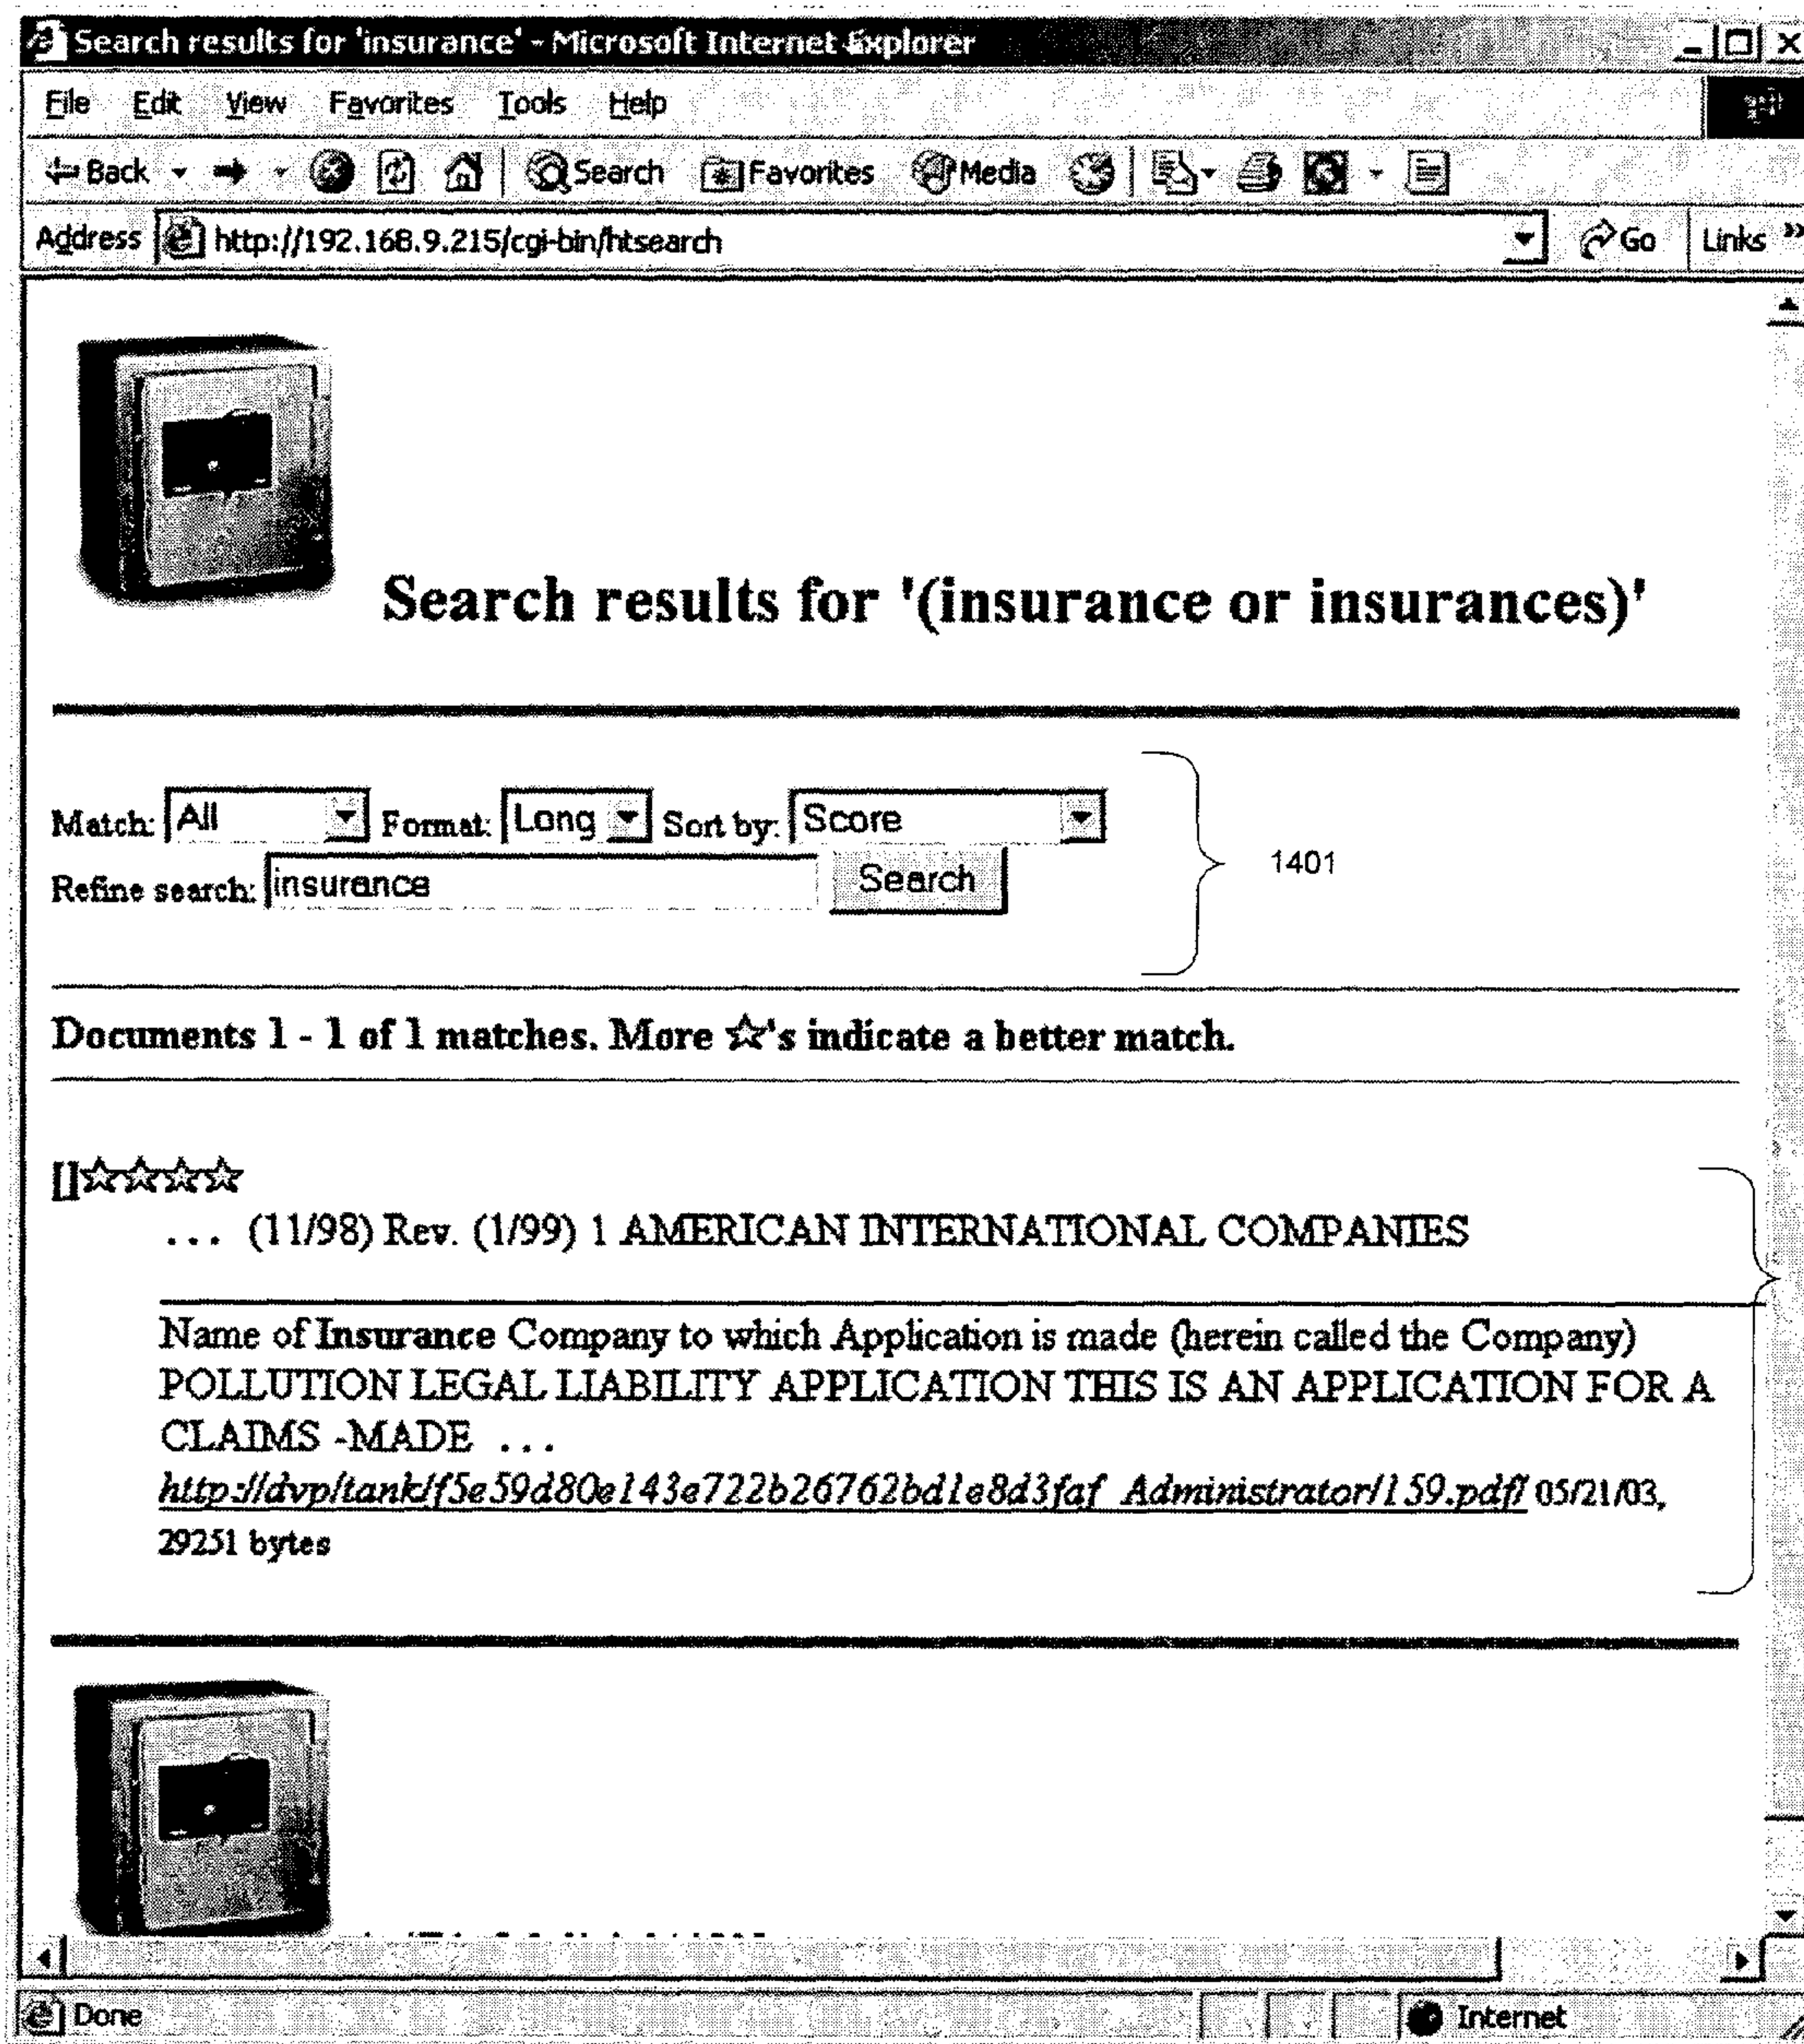 Search results for 'insurance' - Microsoft Internet Explorer
File Edit View Favorites Tools Help
Back Search Favorites Media
Address http://192.168.9.215/cgi-bin/htsearch Go Links »
Search results for '(insurance or insurances)'
Match: All Format: Long Sort by: Score
Refine search: insurance Search
1401
Documents 1 - 1 of 1 matches. More ☆'s indicate a better match.
[]☆☆☆☆
... (11/98) Rev. (1/99) 1 AMERICAN INTERNATIONAL COMPANIES
Name of Insurance Company to which Application is made (herein called the Company)
POLLUTION LEGAL LIABILITY APPLICATION THIS IS AN APPLICATION FOR A
CLAIMS -MADE ...
http://dvp/tank/f5e59d80e143e722b26762bd1e8d3faf_Administrator/159.pdf/ 05/21/03,
29251 bytes
Done Internet